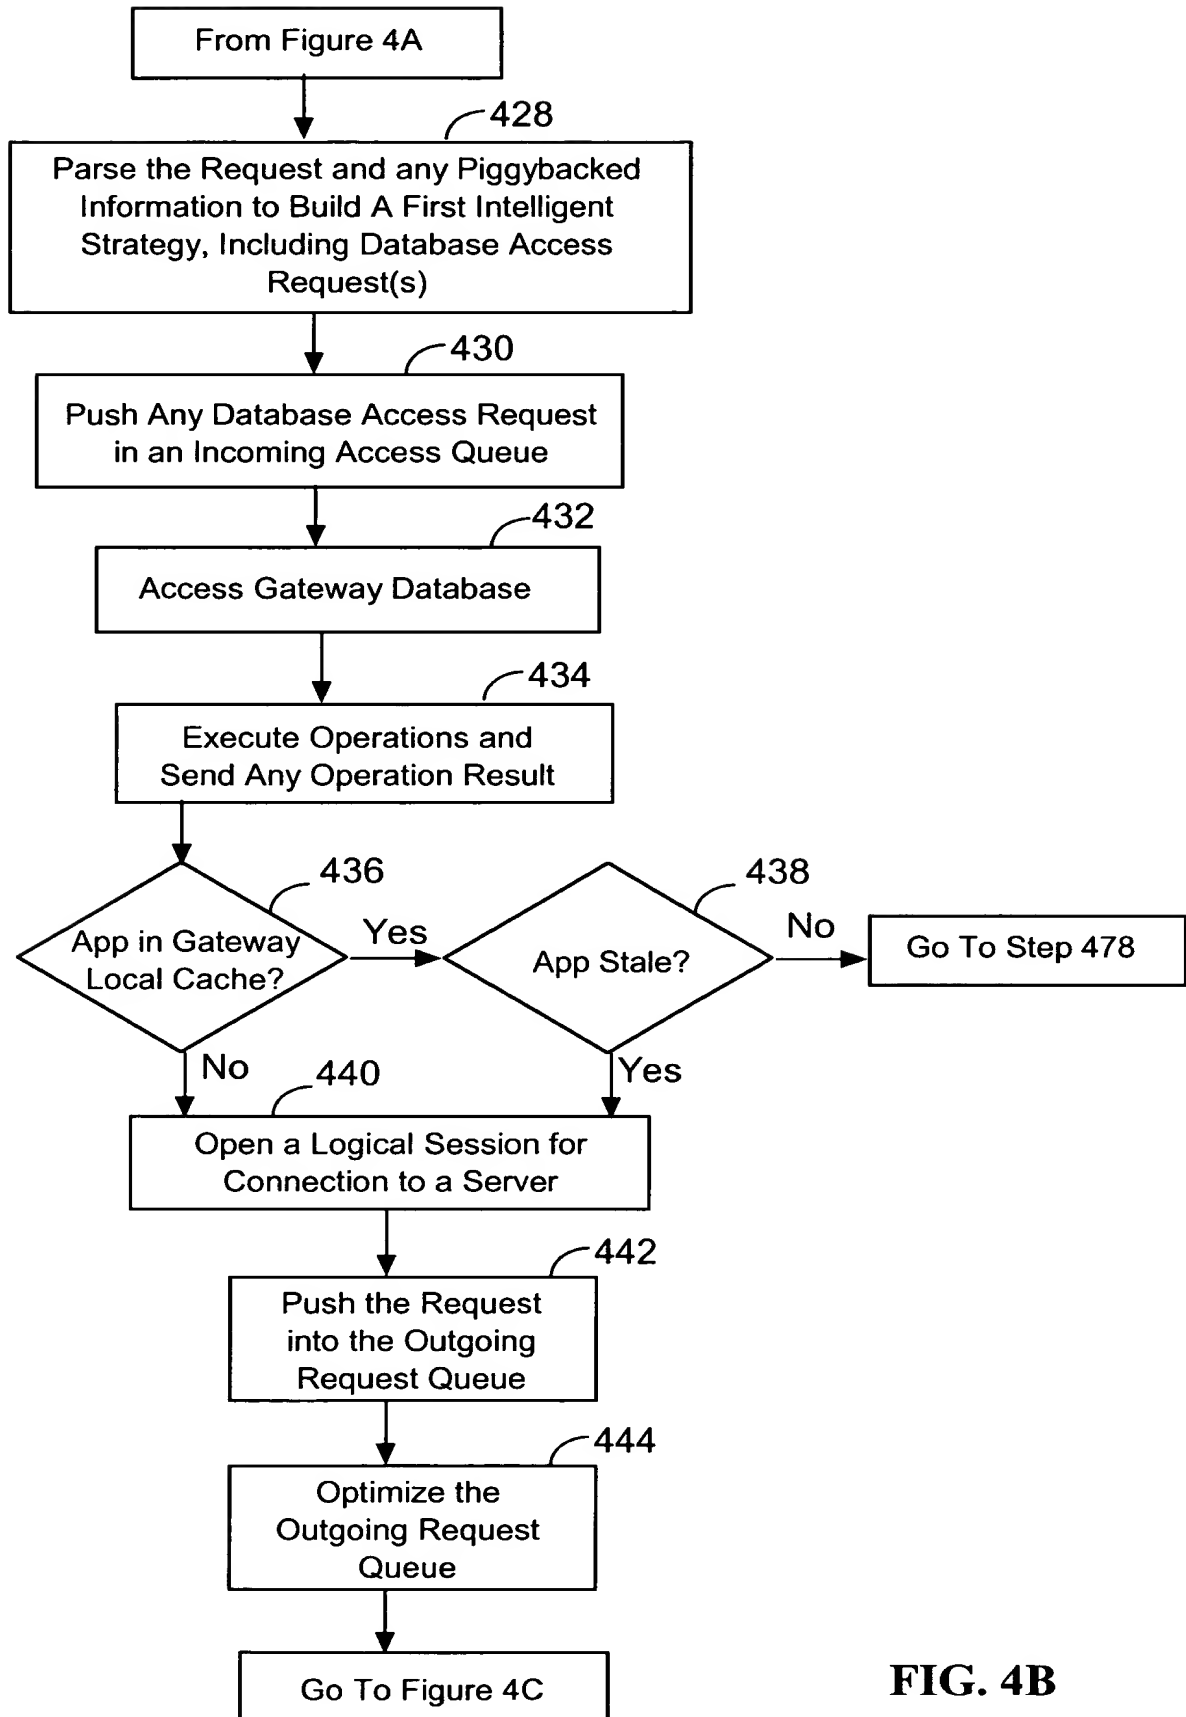 From Figure 4A
428
Parse the Request and any Piggybacked
Information to Build A First Intelligent
Strategy, Including Database Access
Request(s)
430
Push Any Database Access Request
in an Incoming Access Queue
432
Access Gateway Database
434
Execute Operations and
Send Any Operation Result
436
App in Gateway
Local Cache?
Yes
438
App Stale?
No
Go To Step 478
No
Yes
440
Open a Logical Session for
Connection to a Server
442
Push the Request
into the Outgoing
Request Queue
444
Optimize the
Outgoing Request
Queue
Go To Figure 4C
FIG. 4B